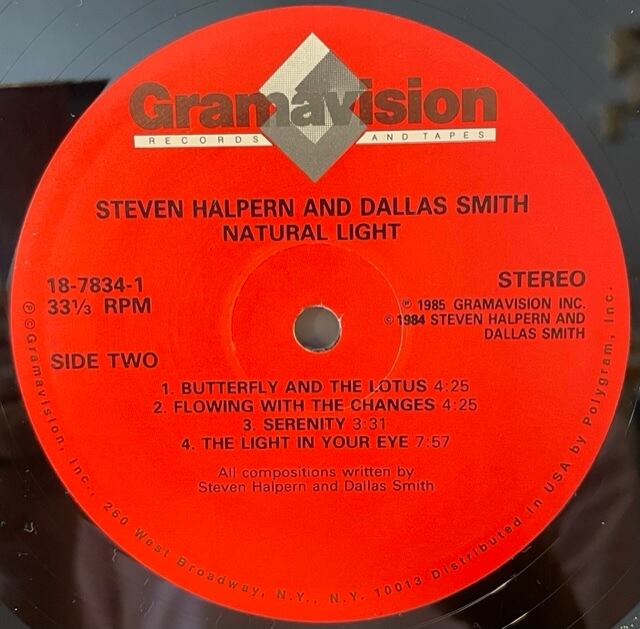 Gramavision
RECORDS AND TAPES
STEVEN HALPERN AND DALLAS SMITH
NATURAL LIGHT
18-7834-1
33⅓ RPM
STEREO
℗ 1985 GRAMAVISION INC.
© 1984 STEVEN HALPERN AND
DALLAS SMITH
SIDE TWO
1. BUTTERFLY AND THE LOTUS 4:25
2. FLOWING WITH THE CHANGES 4:25
3. SERENITY 3:31
4. THE LIGHT IN YOUR EYE 7:57
All compositions written by
Steven Halpern and Dallas Smith
℗©Gramavision, Inc., 260 West Broadway, N.Y., N.Y. 10013 Distributed in USA by Polygram, Inc.